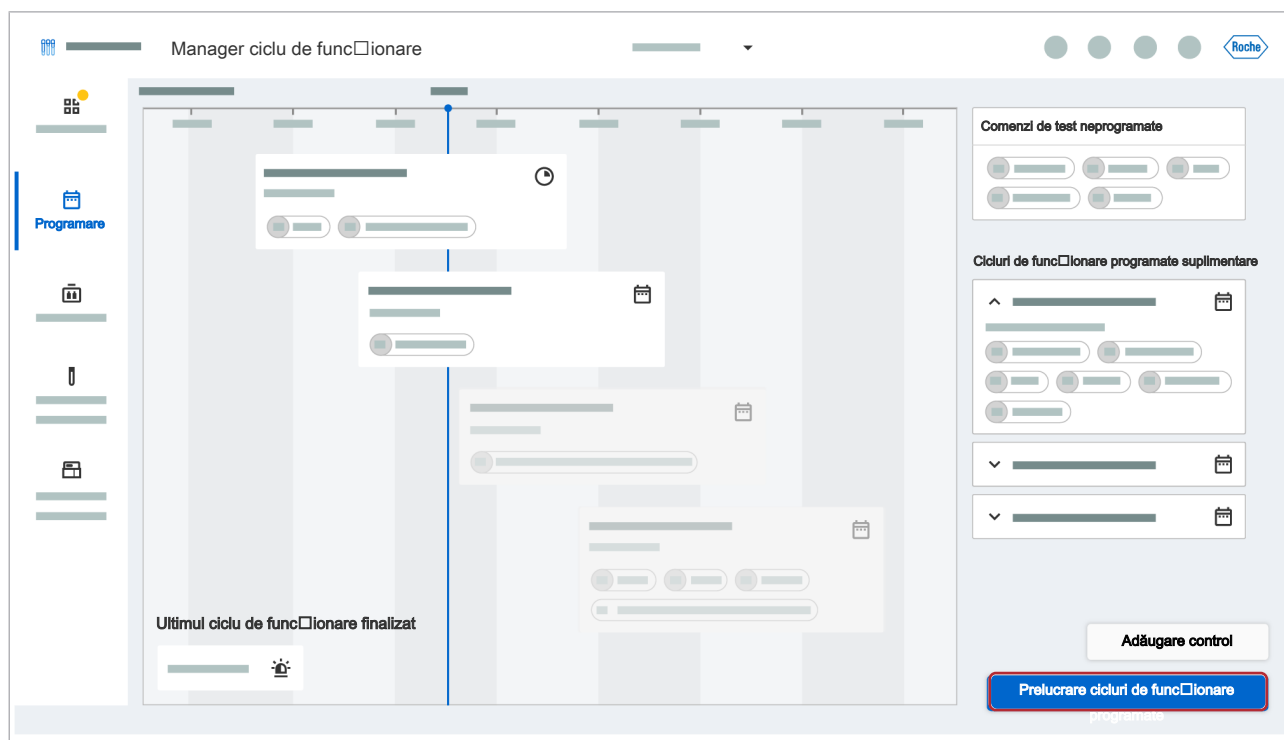 Manager ciclu de func□ionare
Roche
Programare
Comenzi de test neprogramate
Cicluri de func□ionare programate suplimentare
Ultimul ciclu de func□ionare finalizat
Adăugare control
Prelucrare cicluri de func□ionare
programate